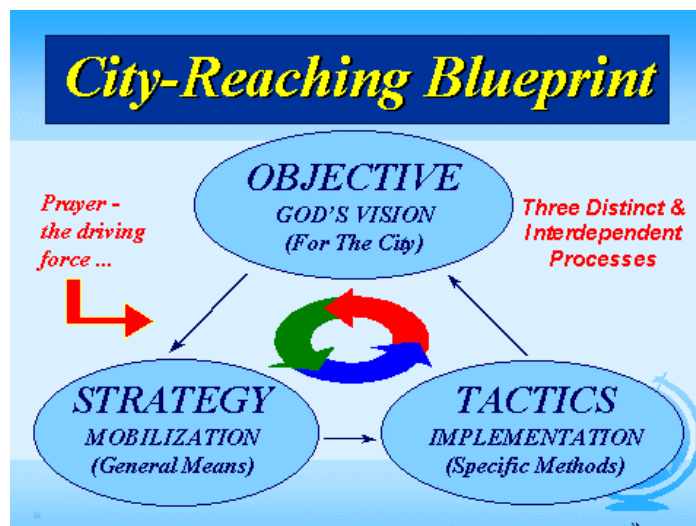 City-Reaching Blueprint
OBJECTIVE
GOD'S VISION
(For The City)
Prayer -
the driving
force ...
Three Distinct &
Interdependent
Processes
STRATEGY
MOBILIZATION
(General Means)
TACTICS
IMPLEMENTATION
(Specific Methods)